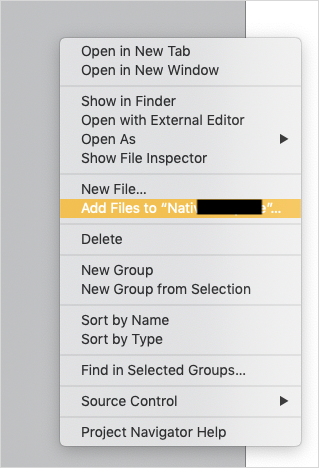 Open in New Tab
Open in New Window
Show in Finder
Open with External Editor
Open As
Show File Inspector
New File...
Add Files to “
Delete
New Group
New Group from Selection
Sort by Name
Sort by Type
Find in Selected Groups...
Source Control
Project Navigator Help